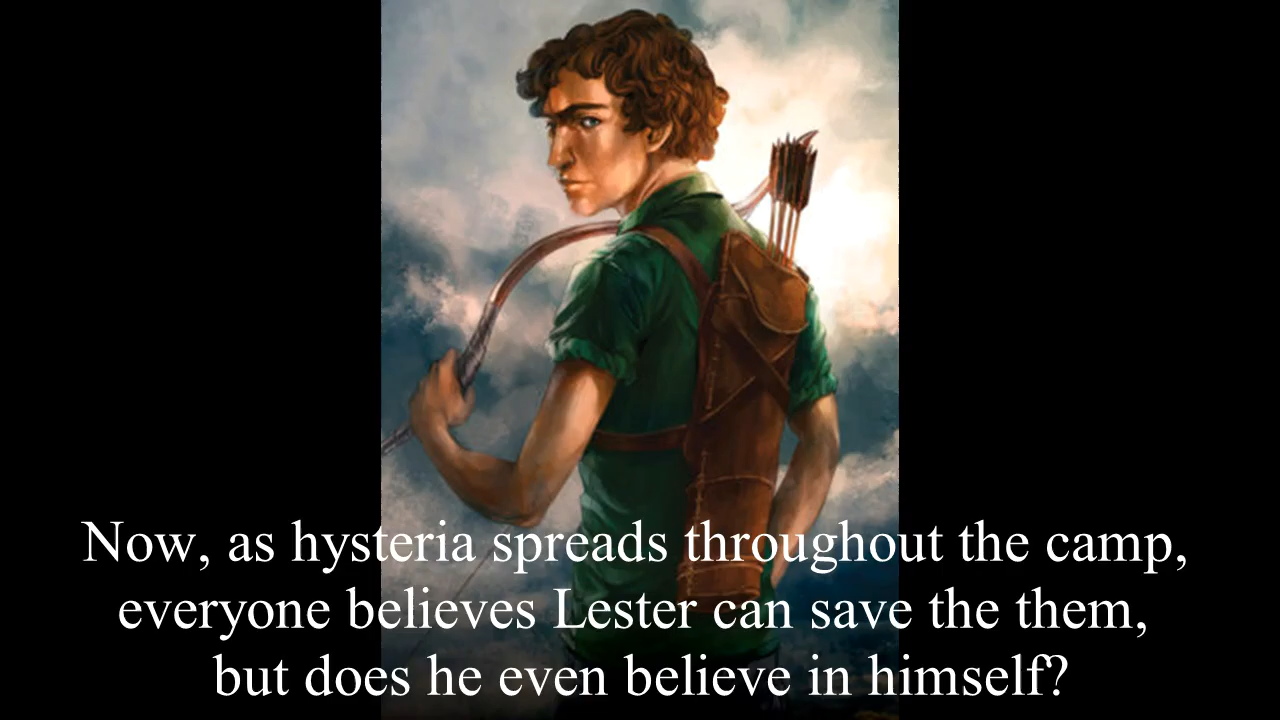 Now, as hysteria spreads throughout the camp,
everyone believes Lester can save the them,
but does he even believe in himself?